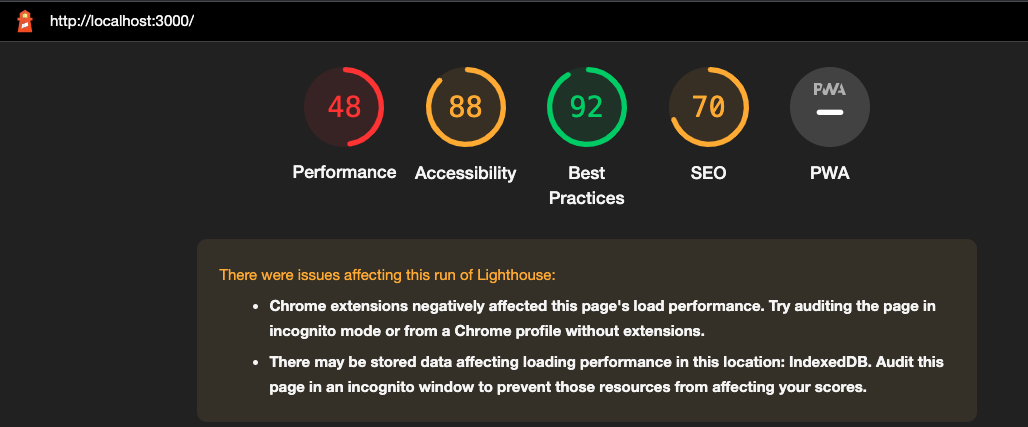 http://localhost:3000/
48
88
92
70
PWA
Performance
Accessibility
Best
Practices
SEO
PWA
There were issues affecting this run of Lighthouse:
• Chrome extensions negatively affected this page's load performance. Try auditing the page in
incognito mode or from a Chrome profile without extensions.
• There may be stored data affecting loading performance in this location: IndexedDB. Audit this
page in an incognito window to prevent those resources from affecting your scores.